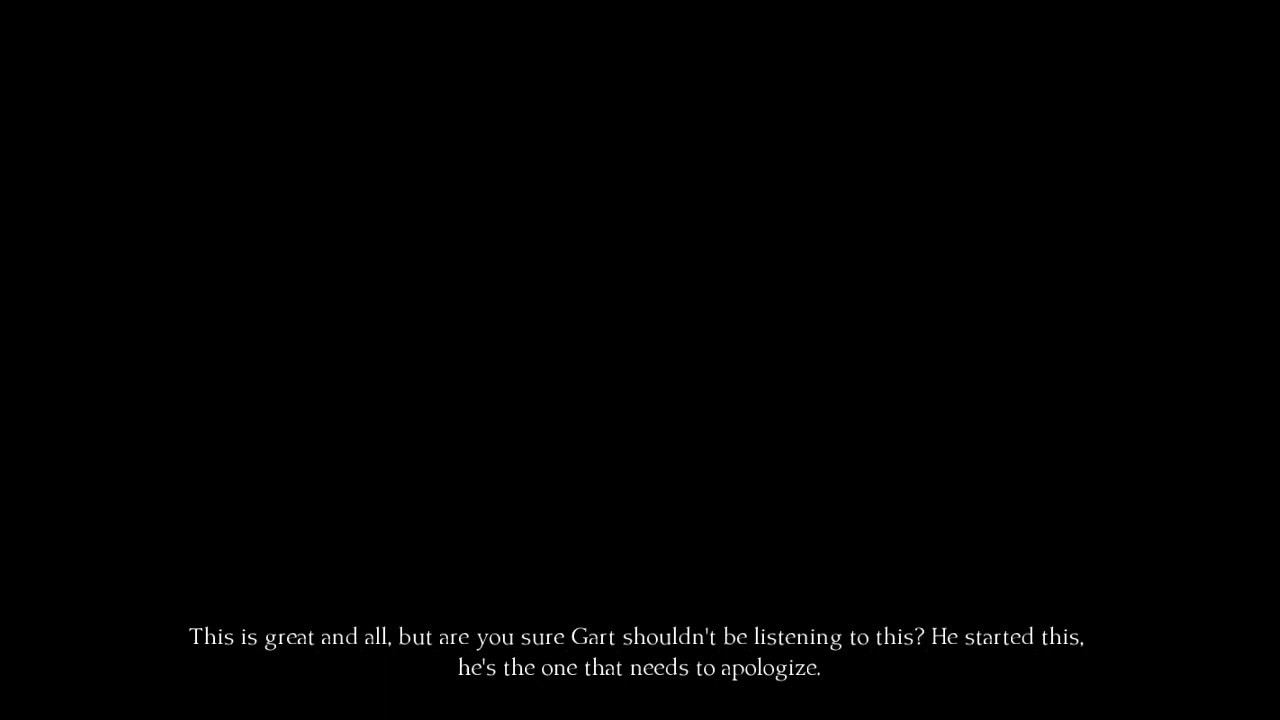 This is great and all, but are you sure Gart shouldn't be listening to this? He started this,
he's the one that needs to apologize.